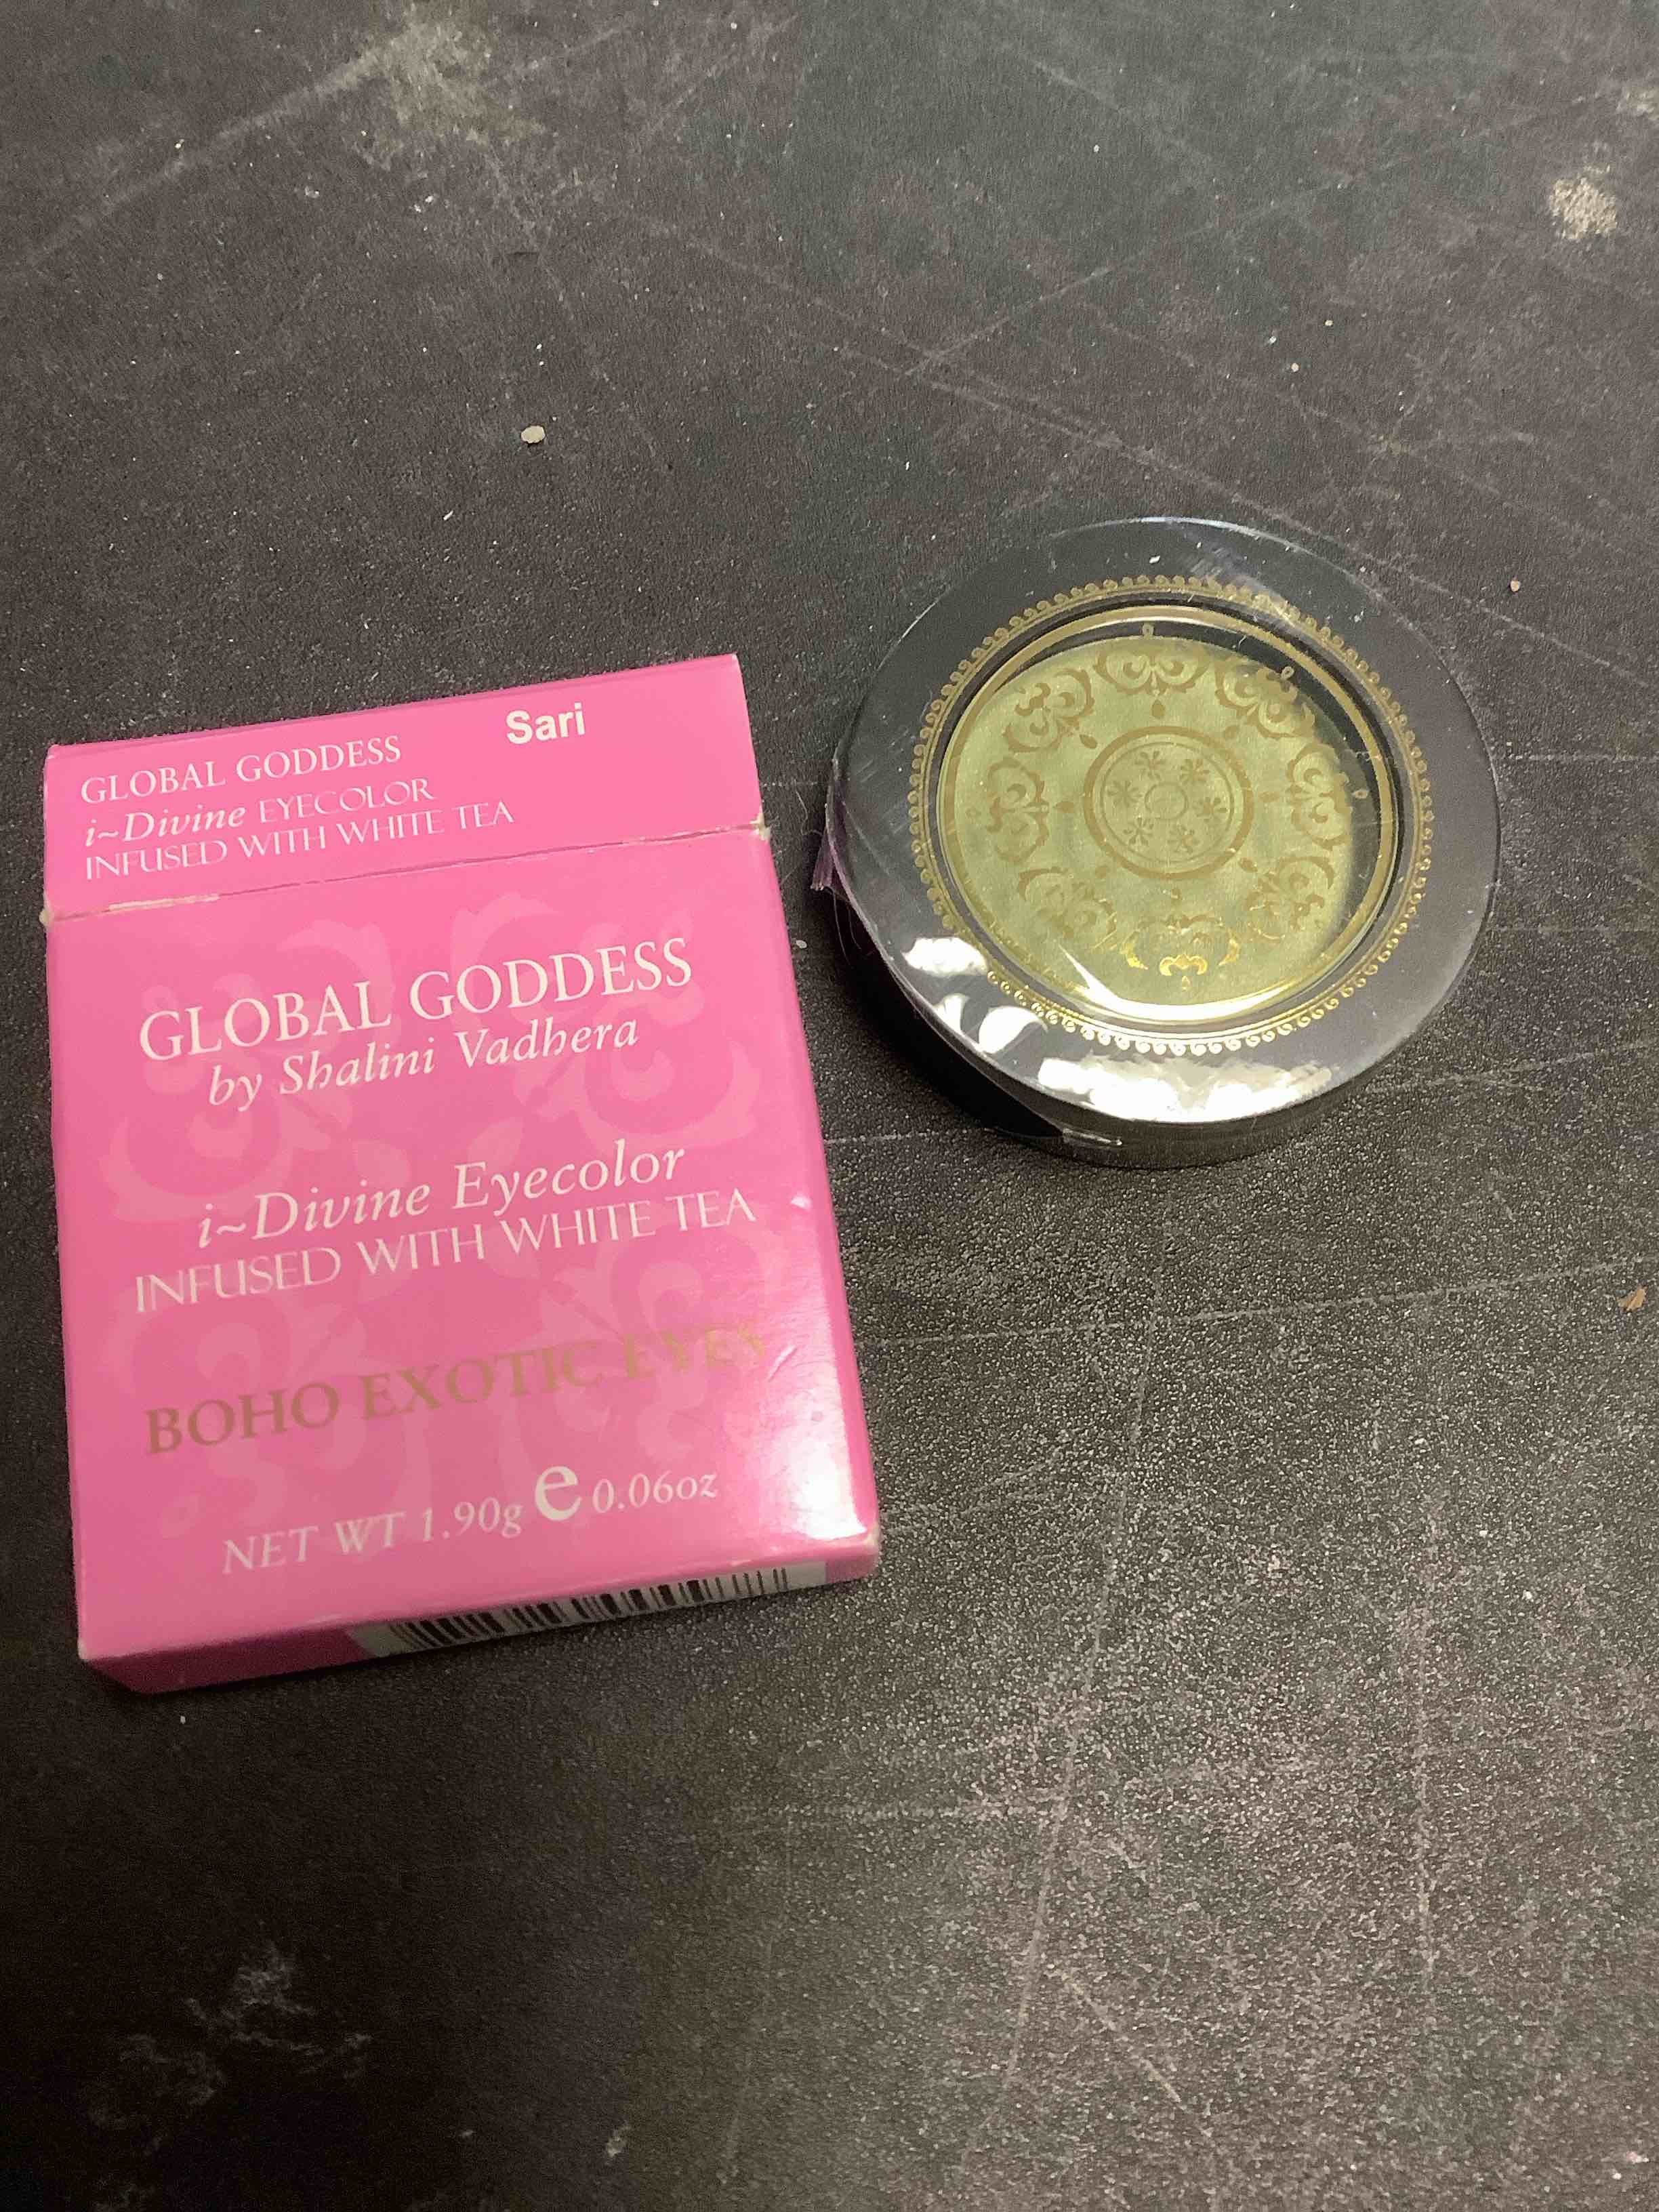 Sari
GLOBAL GODDESS
i~Divine EYECOLOR
INFUSED WITH WHITE TEA
GLOBAL GODDESS
by Shalini Vadhera
i~Divine Eyecolor
INFUSED WITH WHITE TEA
BOHO EXOTIC EYES
NET WT 1.90g e 0.06oz